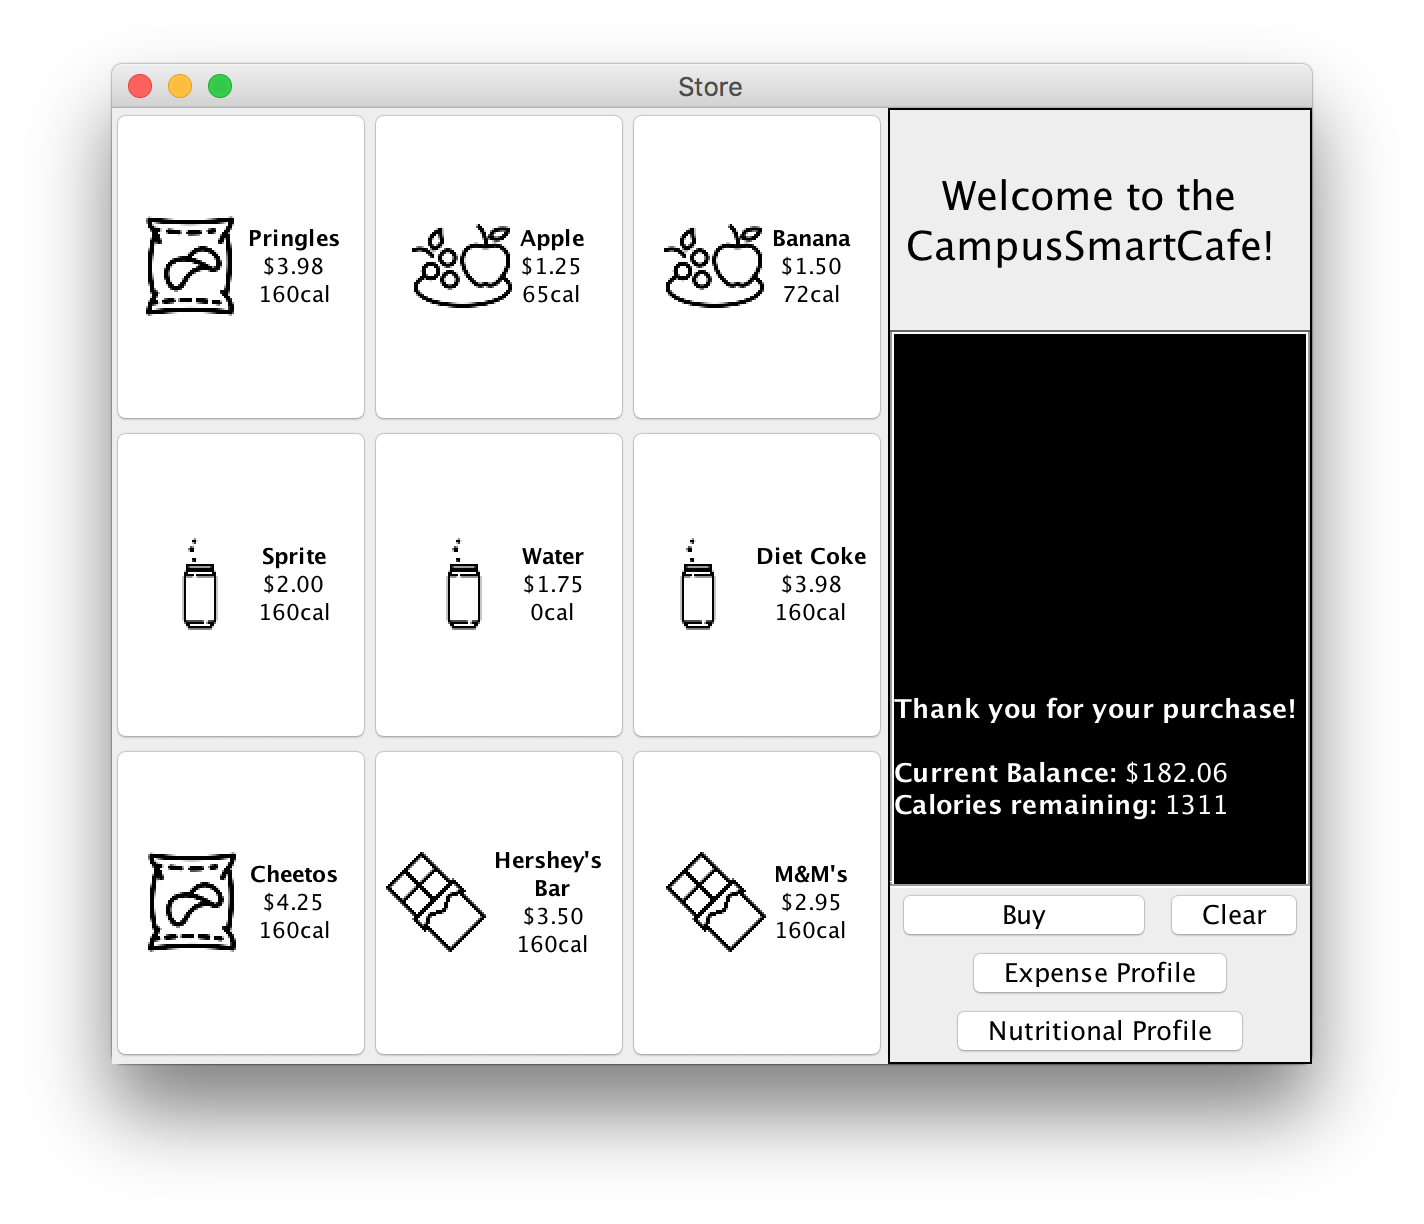 Store
Pringles
$3.98
160cal
Apple
$1.25
65cal
Banana
$1.50
72cal
Sprite
$2.00
160cal
Water
$1.75
0cal
Diet Coke
$3.98
160cal
Cheetos
$4.25
160cal
Hershey's
Bar
$3.50
160cal
M&M's
$2.95
160cal
Welcome to the
CampusSmartCafe!
Thank you for your purchase!
Current Balance: $182.06
Calories remaining: 1311
Buy
Clear
Expense Profile
Nutritional Profile